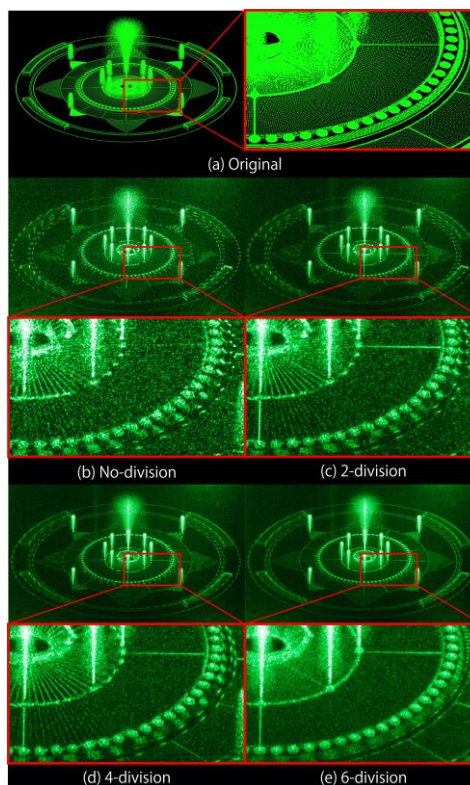 (a) Original
(b) No-division
(c) 2-division
(d) 4-division
(e) 6-division